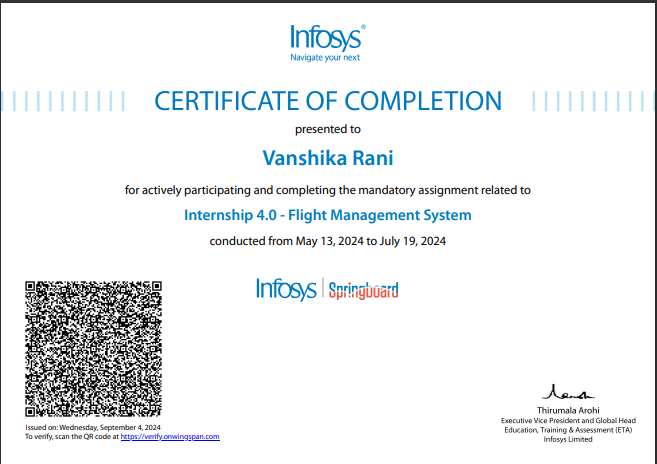 Infosys®
Navigate your next
CERTIFICATE OF COMPLETION
presented to
Vanshika Rani
for actively participating and completing the mandatory assignment related to
Internship 4.0 - Flight Management System
conducted from May 13, 2024 to July 19, 2024
Infosys | Springboard
Issued on: Wednesday, September 4, 2024
To verify, scan the QR code at https://verify.onwingspan.com
Thirumala Arohi
Executive Vice President and Global Head
Education, Training & Assessment (ETA)
Infosys Limited